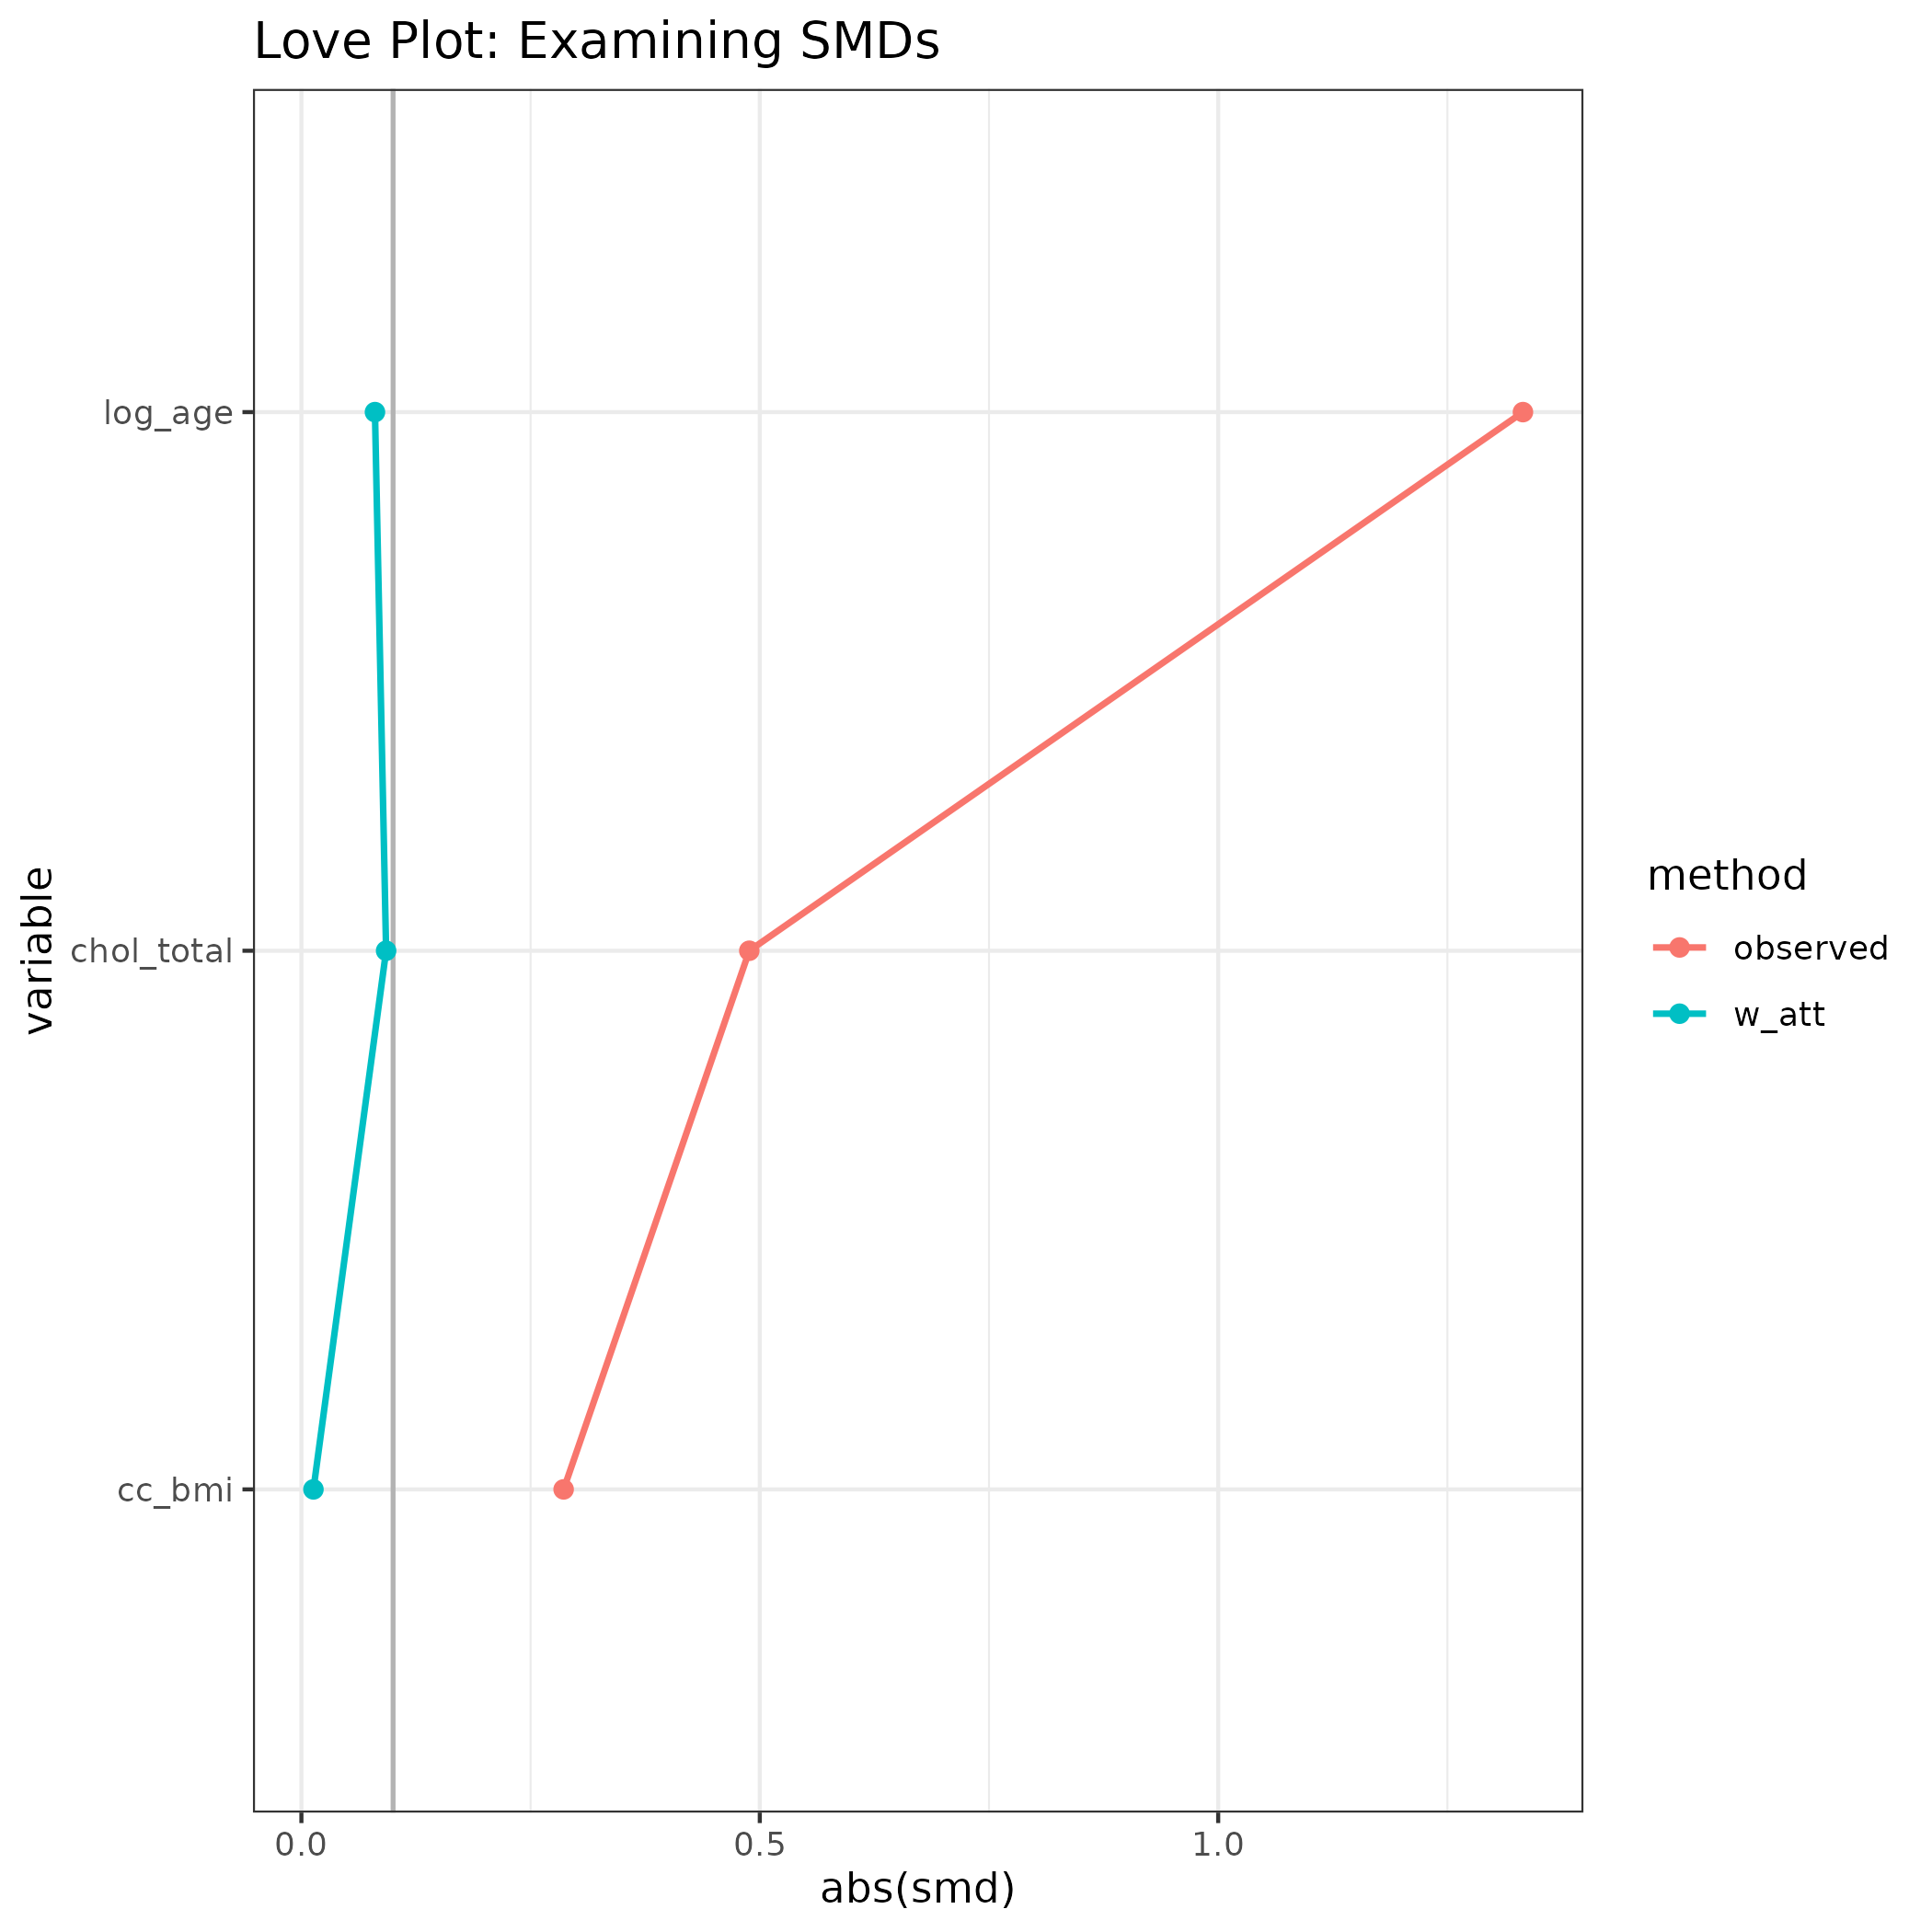 Love Plot: Examining SMDs
log_age
chol_total
cc_bmi
variable
0.0
0.5
1.0
abs(smd)
method
observed
w_att